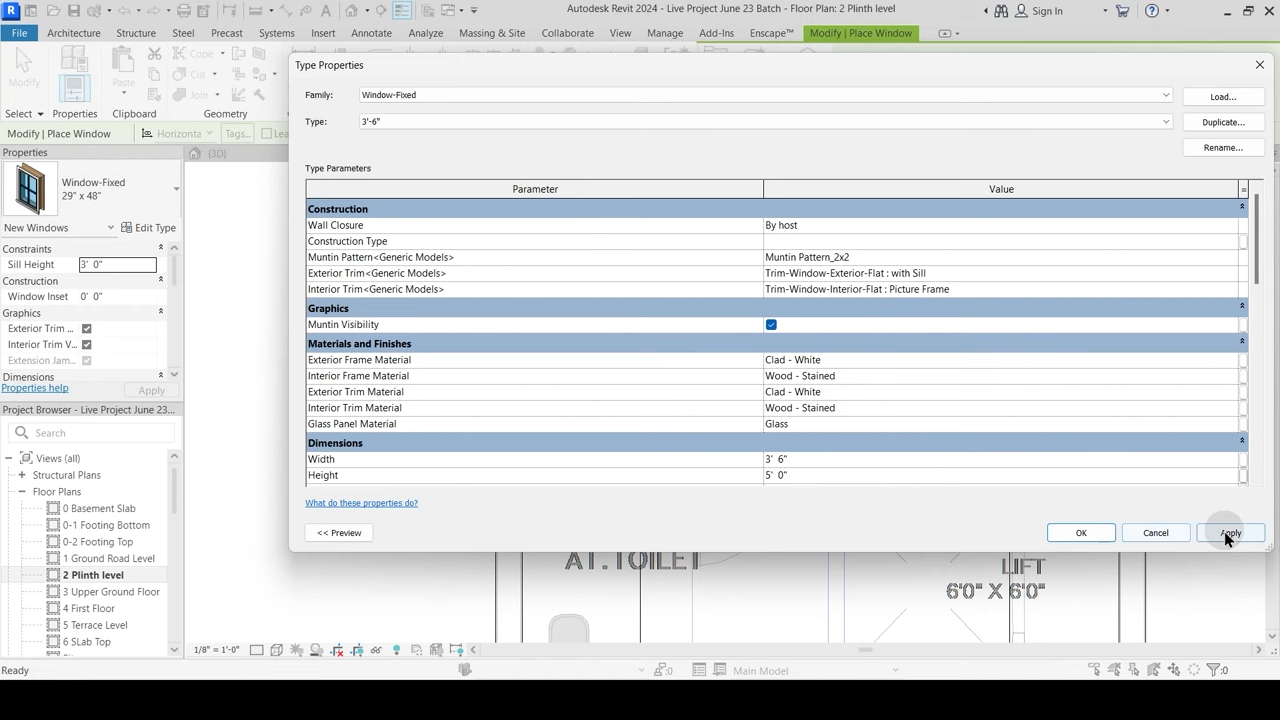 Autodesk Revit 2024 - Live Project June 23 Batch - Floor Plan: 2 Plinth level
Sign In
File Architecture Structure Steel Precast Systems Insert Annotate Analyze Massing & Site Collaborate View Manage Add-Ins Enscape™ Modify | Place Window
Modify
Paste
Cope
Cut
Join
Select Properties Clipboard Geometry
Modify | Place Window
Horizonta
Tags...
Lea
Properties
{3D}
Window-Fixed
29" x 48"
New Windows
Edit Type
Constraints
Sill Height 3' 0"
Construction
Window Inset 0' 0"
Graphics
Exterior Trim ...
Interior Trim V...
Extension Jam...
Dimensions
Properties help
Apply
Project Browser - Live Project June 23...
Search
Views (all)
Structural Plans
Floor Plans
0 Basement Slab
0-1 Footing Bottom
0-2 Footing Top
1 Ground Road Level
2 Plinth level
3 Upper Ground Floor
4 First Floor
5 Terrace Level
6 SLab Top
Type Properties
Family: Window-Fixed Load...
Type: 3'-6" Duplicate...
Rename...
Type Parameters
Parameter Value =
Construction
Wall Closure By host
Construction Type
Muntin Pattern<Generic Models> Muntin Pattern_2x2
Exterior Trim<Generic Models> Trim-Window-Exterior-Flat : with Sill
Interior Trim<Generic Models> Trim-Window-Interior-Flat : Picture Frame
Graphics
Muntin Visibility
Materials and Finishes
Exterior Frame Material Clad - White
Interior Frame Material Wood - Stained
Exterior Trim Material Clad - White
Interior Trim Material Wood - Stained
Glass Panel Material Glass
Dimensions
Width 3' 6"
Height 5' 0"
What do these properties do?
<< Preview OK Cancel Apply
AT.TOILET
LIFT
6'0" X 6'0"
1/8" = 1'-0"
Ready
:0
Main Model
:0